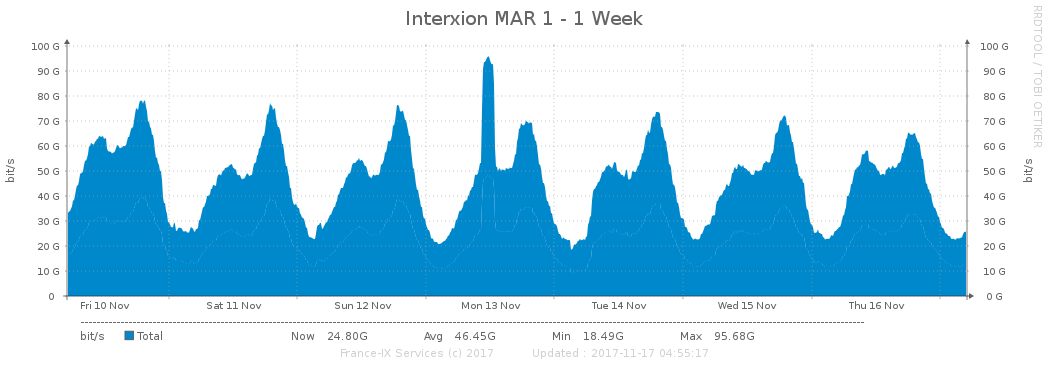 Interxion MAR 1 - 1 Week
RRDTOOL / TOBI OETIKER
bit/s
100 G
90 G
80 G
70 G
60 G
50 G
40 G
30 G
20 G
10 G
0
100 G
90 G
80 G
70 G
60 G
50 G
40 G
30 G
20 G
10 G
0 G
bit/s
Fri 10 Nov Sat 11 Nov Sun 12 Nov Mon 13 Nov Tue 14 Nov Wed 15 Nov Thu 16 Nov
bit/s Total Now 24.80G Avg 46.45G Min 18.49G Max 95.68G
France-IX Services (c) 2017 Updated : 2017-11-17 04:55:17